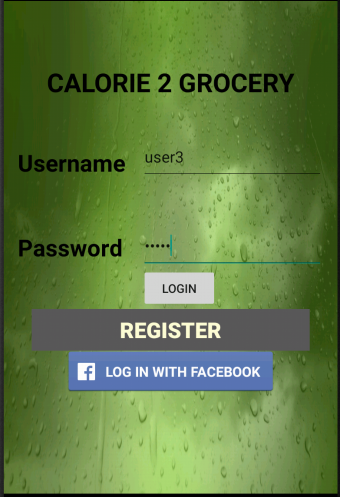 CALORIE 2 GROCERY
Username user3
Password •••••
LOGIN
REGISTER
LOG IN WITH FACEBOOK